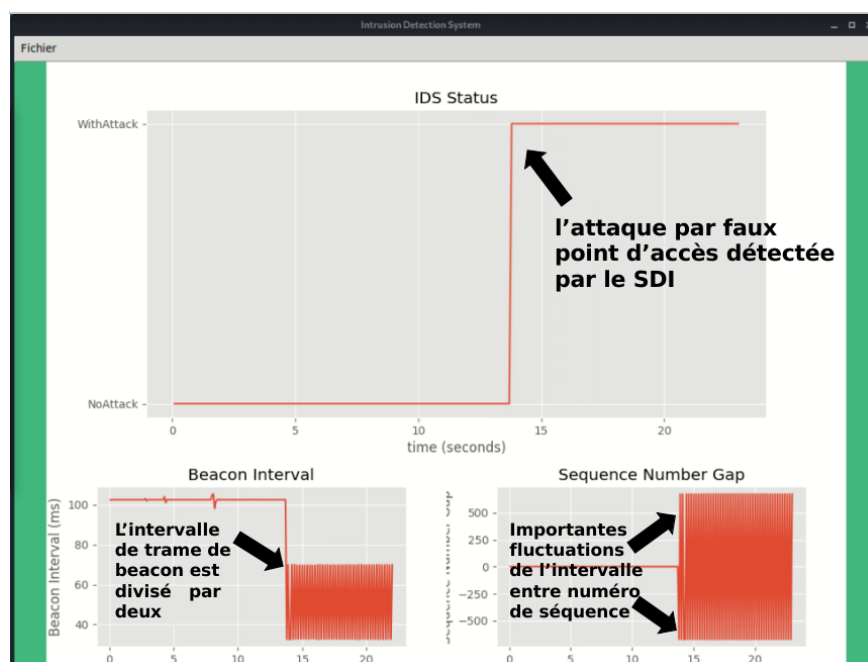 Intrusion Detection System
Fichier
IDS Status
WithAttack
l’attaque par faux
point d’accès détectée
par le SDI
NoAttack
0 5 10 15 20
time (seconds)
Beacon Interval
Beacon Interval (ms)
100
80
60
40
L’intervalle
de trame de
beacon est
divisé par
deux
0 5 10 15 20
Sequence Number Gap
Sequence Number Gap
500
250
0
−250
−500
Importantes
fluctuations
de l’intervalle
entre numéro
de séquence
0 5 10 15 20